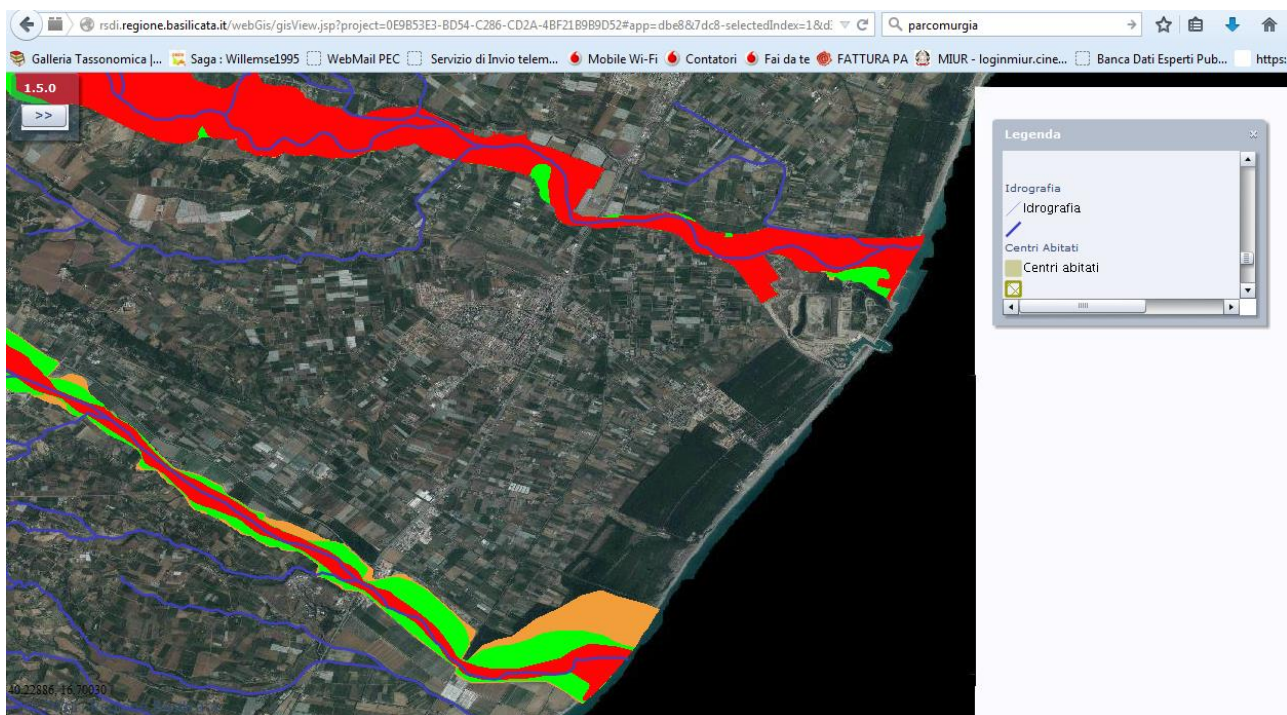 rsdi.regione.basilicata.it/webGis/gisView.jsp?project=0E9B53E3-BD54-C286-CD2A-4BF21B9B9D52#app=dbe8&7dc8-selectedIndex=1&d: parcomurgia
Galleria Tassonomica |... Saga : Willemse1995 WebMail PEC Servizio di Invio telem... Mobile Wi-Fi Contatori Fai da te FATTURA PA MIUR - loginmiur.cine... Banca Dati Esperti Pub... https:
1.5.0
>>
Legenda
Idrografia
Idrografia
Centri Abitati
Centri abitati
40.22886, 16.70030